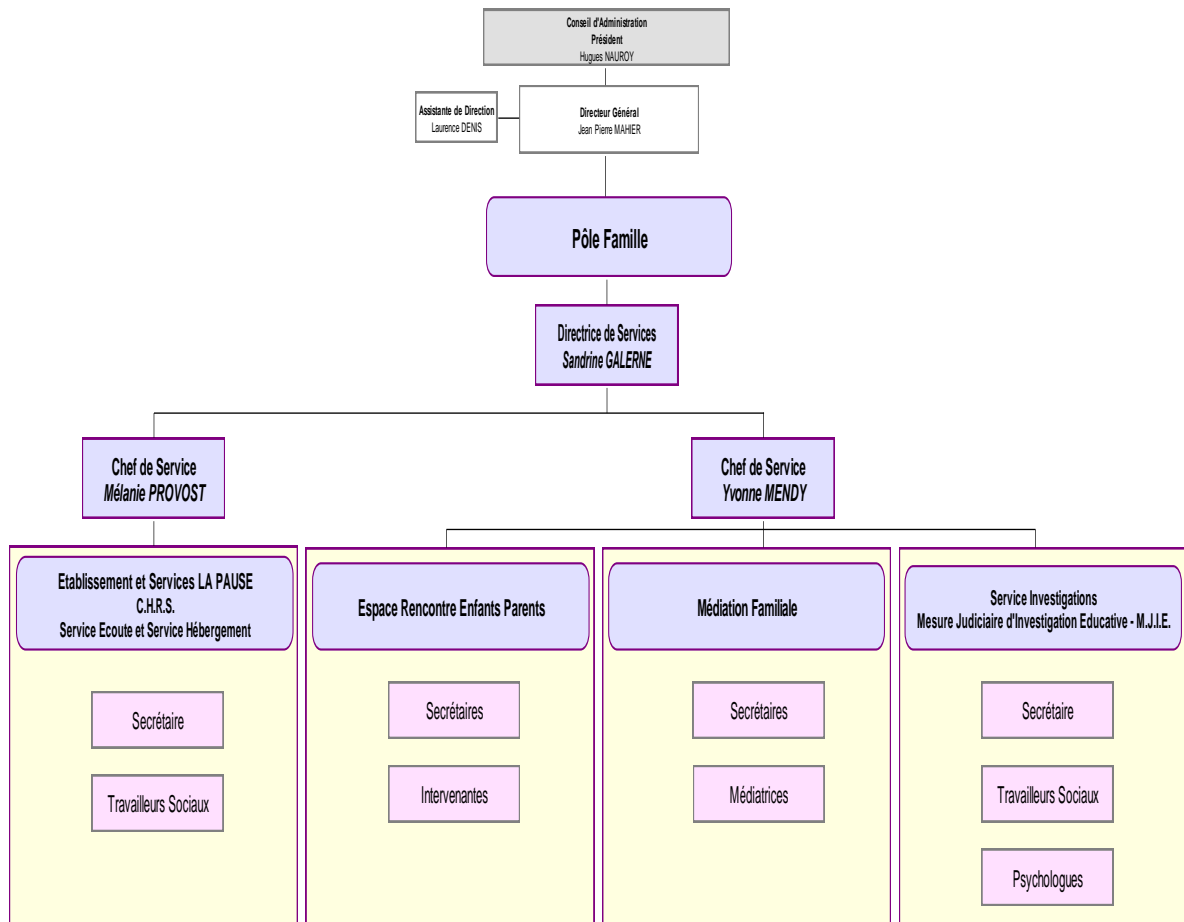 Conseil d'Administration
Président
Hugues NAUROY
Assistante de Direction
Laurence DENIS
Directeur Général
Jean Pierre MAHIER
Pôle Famille
Directrice de Services
Sandrine GALERNE
Chef de Service
Mélanie PROVOST
Chef de Service
Yvonne MENDY
Etablissement et Services LA PAUSE
C.H.R.S.
Service Ecoute et Service Hébergement
Secrétaire
Travailleurs Sociaux
Espace Rencontre Enfants Parents
Secrétaires
Intervenantes
Médiation Familiale
Secrétaires
Médiatrices
Service Investigations
Mesure Judiciaire d'Investigation Educative - M.J.I.E.
Secrétaire
Travailleurs Sociaux
Psychologues